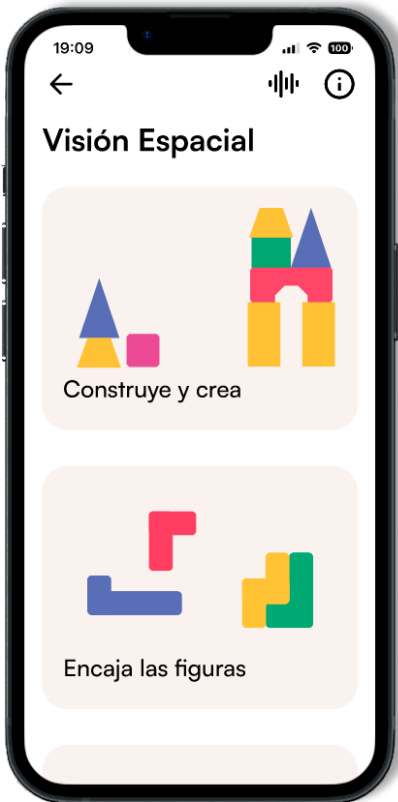 19:09
100
Visión Espacial
Construye y crea
Encaja las figuras